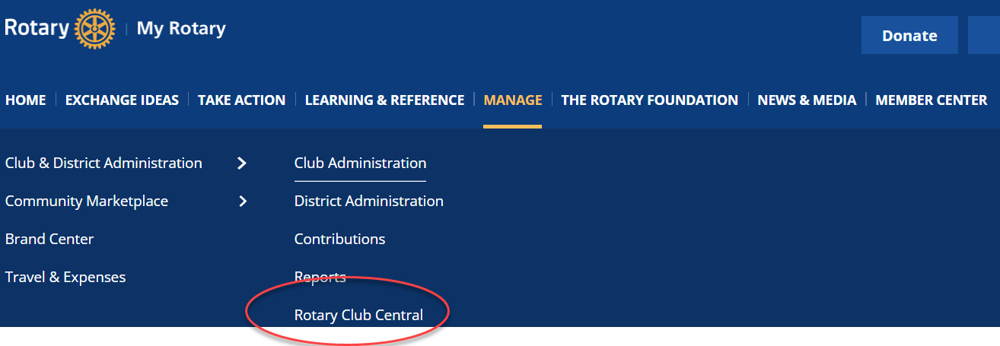 Rotary | My Rotary
Donate
HOME | EXCHANGE IDEAS | TAKE ACTION | LEARNING & REFERENCE | MANAGE | THE ROTARY FOUNDATION | NEWS & MEDIA | MEMBER CENTER
Club & District Administration
Community Marketplace
Brand Center
Travel & Expenses
Club Administration
District Administration
Contributions
Reports
Rotary Club Central